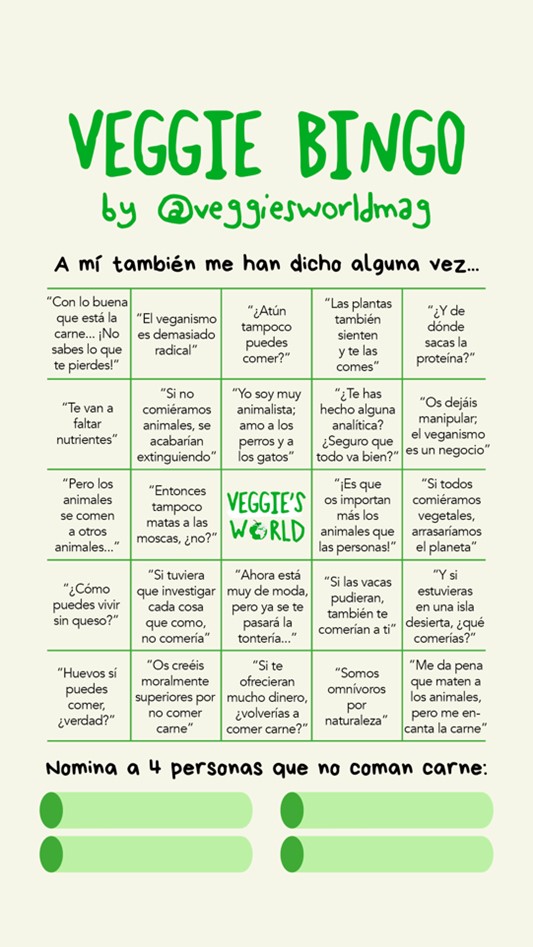 VEGGIE BINGO
by @veggiesworldmag
A mí también me han dicho alguna vez...
“Con lo buena
que está la
carne... ¡No
sabes lo que
te pierdes!”
“El veganismo
es demasiado
radical”
“¿Atún
tampoco
puedes
comer?”
“Las plantas
también
sienten
y te las
comes”
“¿Y de
dónde
sacas la
proteína?”
“Te van a
faltar
nutrientes”
“Si no
comiéramos
animales, se
acabarían
extinguiendo”
“Yo soy muy
animalista;
amo a los
perros y a
los gatos”
“¿Te has
hecho alguna
analítica?
¿Seguro que
todo va bien?”
“Os dejáis
manipular;
el veganismo
es un negocio”
“Pero los
animales
se comen
a otros
animales...”
“Entonces
tampoco
matas a las
moscas, ¿no?”
VEGGIE’S
WORLD
“¡Es que
os importan
más los
animales que
las personas!”
“Si todos
comiéramos
vegetales,
arrasaríamos
el planeta”
“¿Cómo
puedes vivir
sin queso?”
“Si tuviera
que investigar
cada cosa
que como,
no comería”
“Ahora está
muy de moda,
pero ya se te
pasará la
tontería...”
“Si las vacas
pudieran,
también te
comerían a ti”
“Y si
estuvieras
en una isla
desierta, ¿qué
comerías?”
“Huevos sí
puedes
comer,
¿verdad?”
“Os creéis
moralmente
superiores por
no comer
carne”
“Si te
ofrecieran
mucho dinero,
¿volverías a
comer carne?”
“Somos
omnívoros
por
naturaleza”
“Me da pena
que maten a
los animales,
pero me en-
canta la carne”
Nomina a 4 personas que no coman carne: